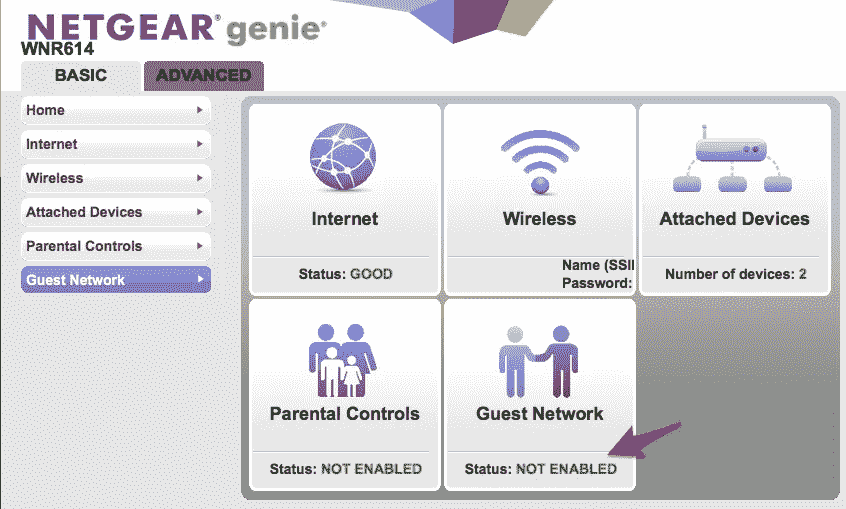 NETGEAR® genie®
WNR614
BASIC
ADVANCED
Home
Internet
Wireless
Attached Devices
Parental Controls
Guest Network
Internet
Status: GOOD
Wireless
Name (SSI
Password:
Attached Devices
Number of devices: 2
Parental Controls
Status: NOT ENABLED
Guest Network
Status: NOT ENABLED